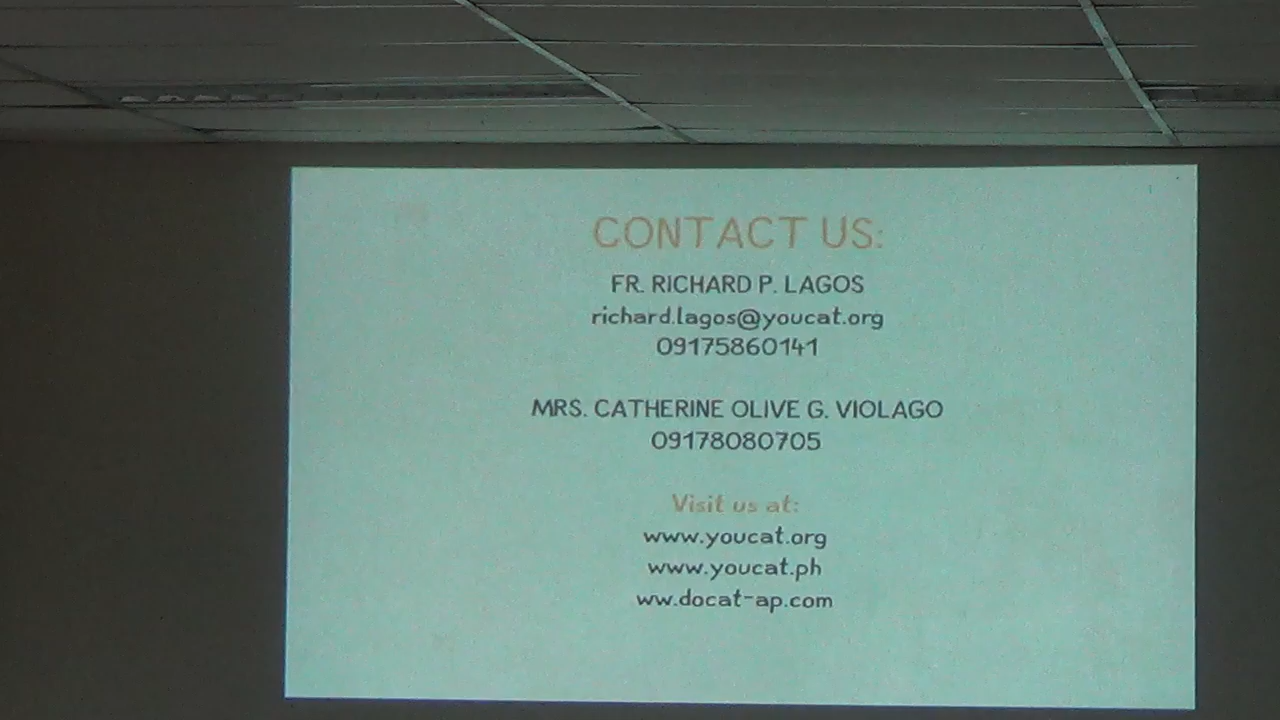 CONTACT US:
FR. RICHARD P. LAGOS
richard.lagos@youcat.org
09175860141
MRS. CATHERINE OLIVE G. VIOLAGO
09178080705
Visit us at:
www.youcat.org
www.youcat.ph
ww.docat-ap.com